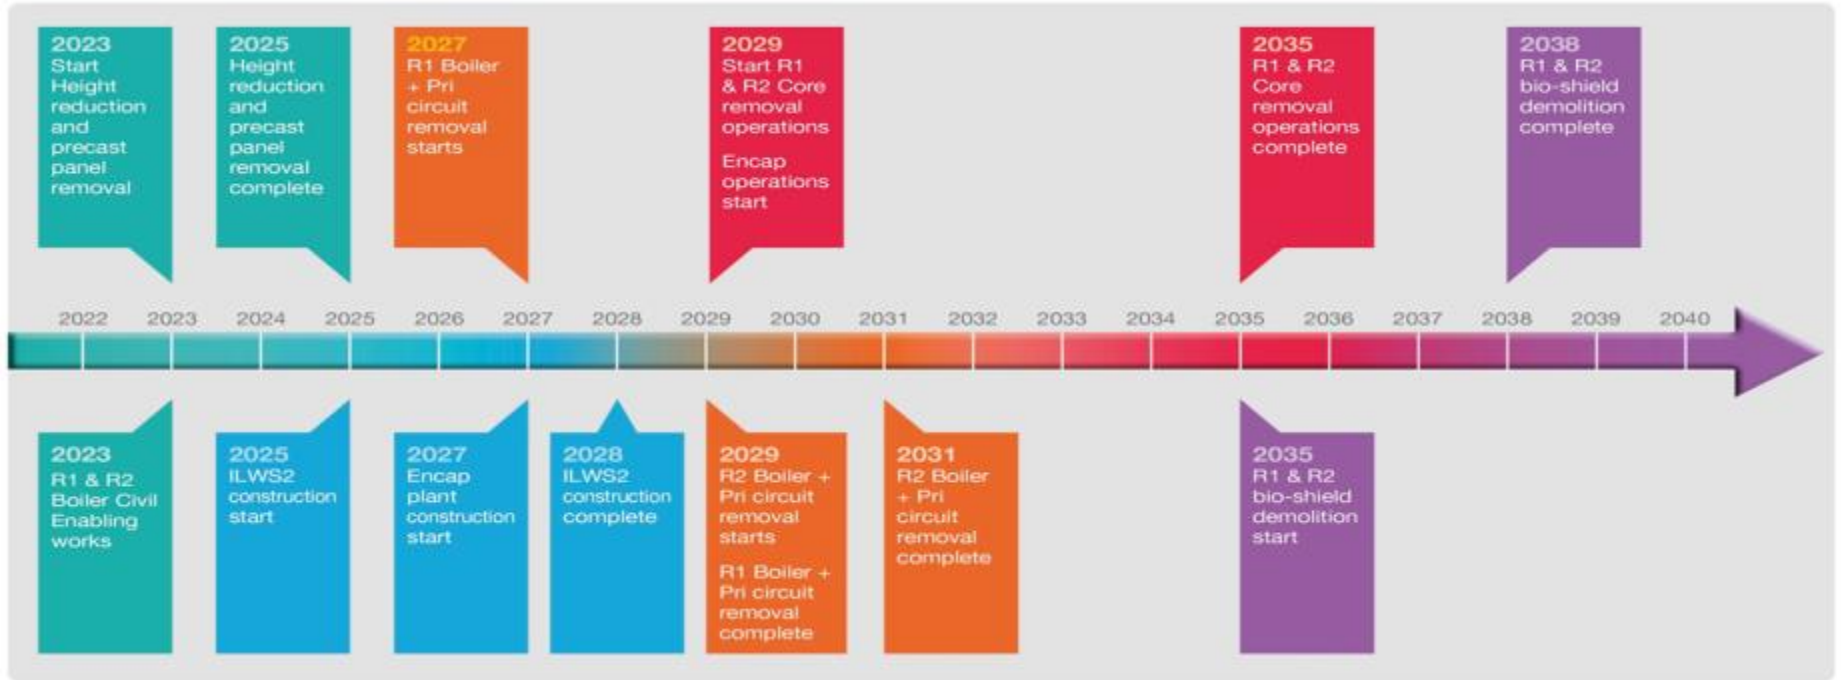 2023
Start
Height
reduction
and
precast
panel
removal
2025
Height
reduction
and
precast
panel
removal
complete
2027
R1 Boiler
+ Pri
circuit
removal
starts
2029
Start R1
& R2 Core
removal
operations
Encap
operations
start
2035
R1 & R2
Core
removal
operations
complete
2038
R1 & R2
bio-shield
demolition
complete
2022 2023 2024 2025 2026 2027 2028 2029 2030 2031 2032 2033 2034 2035 2036 2037 2038 2039 2040
2023
R1 & R2
Boiler Civil
Enabling
works
2025
ILWS2
construction
start
2027
Encap
plant
construction
start
2028
ILWS2
construction
complete
2029
R2 Boiler +
Pri circuit
removal
starts
R1 Boiler +
Pri circuit
removal
complete
2031
R2 Boiler
+ Pri
circuit
removal
complete
2035
R1 & R2
bio-shield
demolition
start